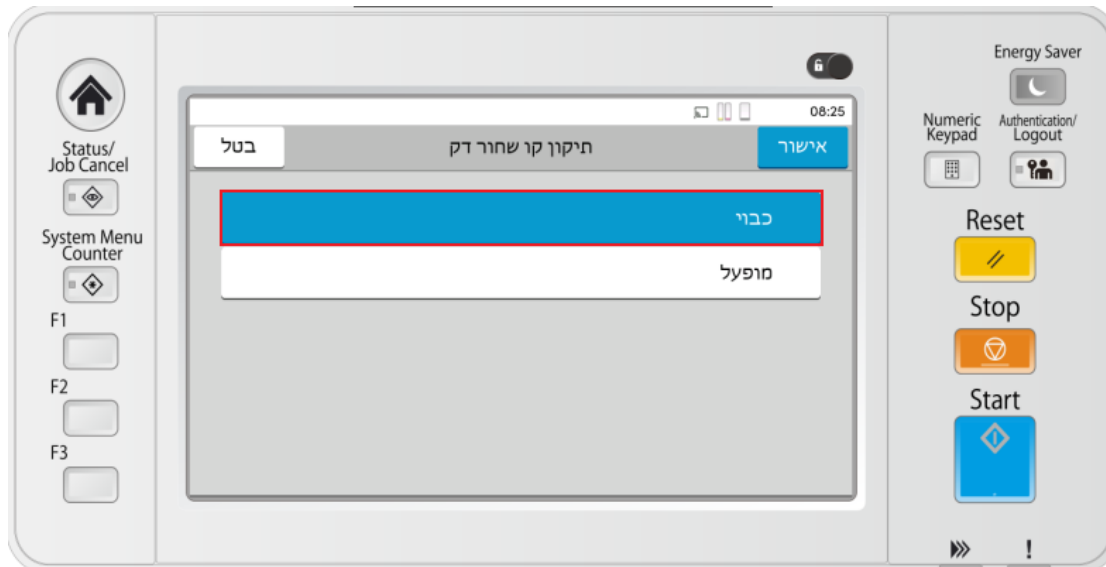 Energy Saver
08:25
Numeric
Keypad
Authentication/
Logout
Status/
Job Cancel
אישור
תיקון קו שחור דק
בטל
כבוי
Reset
System Menu
Counter
מופעל
Stop
F1
F2
Start
F3
!